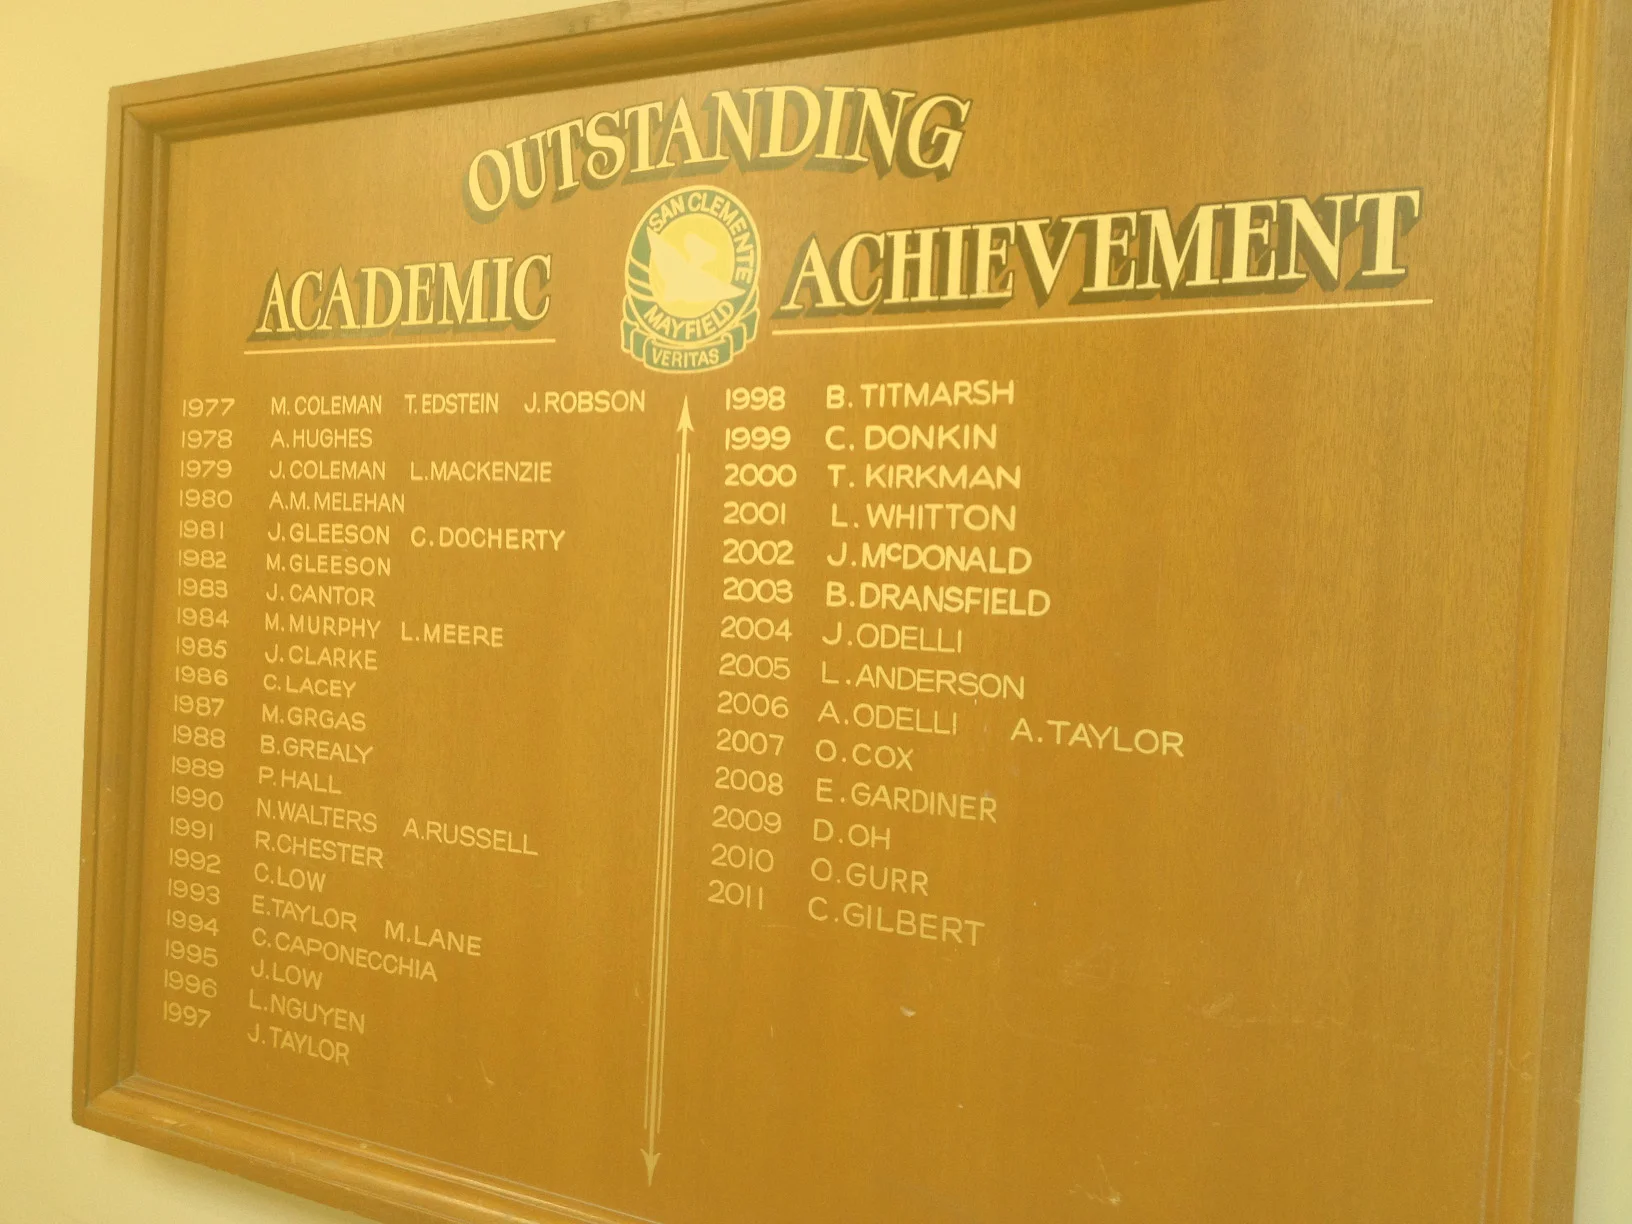 OUTSTANDING
ACADEMIC ACHIEVEMENT
SAN CLEMENTE
MAYFIELD
VERITAS
1977 M. COLEMAN T. EDSTEIN J. ROBSON
1978 A. HUGHES
1979 J. COLEMAN L. MACKENZIE
1980 A.M. MELEHAN
1981 J. GLEESON C. DOCHERTY
1982 M. GLEESON
1983 J. CANTOR
1984 M. MURPHY L. MEERE
1985 J. CLARKE
1986 C. LACEY
1987 M. GRGAS
1988 B. GREALY
1989 P. HALL
1990 N. WALTERS A. RUSSELL
1991 R. CHESTER
1992 C. LOW
1993 E. TAYLOR M. LANE
1994 C. CAPONECCHIA
1995 J. LOW
1996 L. NGUYEN
1997 J. TAYLOR
1998 B. TITMARSH
1999 C. DONKIN
2000 T. KIRKMAN
2001 L. WHITTON
2002 J. McDONALD
2003 B. DRANSFIELD
2004 J. ODELLI
2005 L. ANDERSON
2006 A. ODELLI A. TAYLOR
2007 O. COX
2008 E. GARDINER
2009 D. OH
2010 O. GURR
2011 C. GILBERT